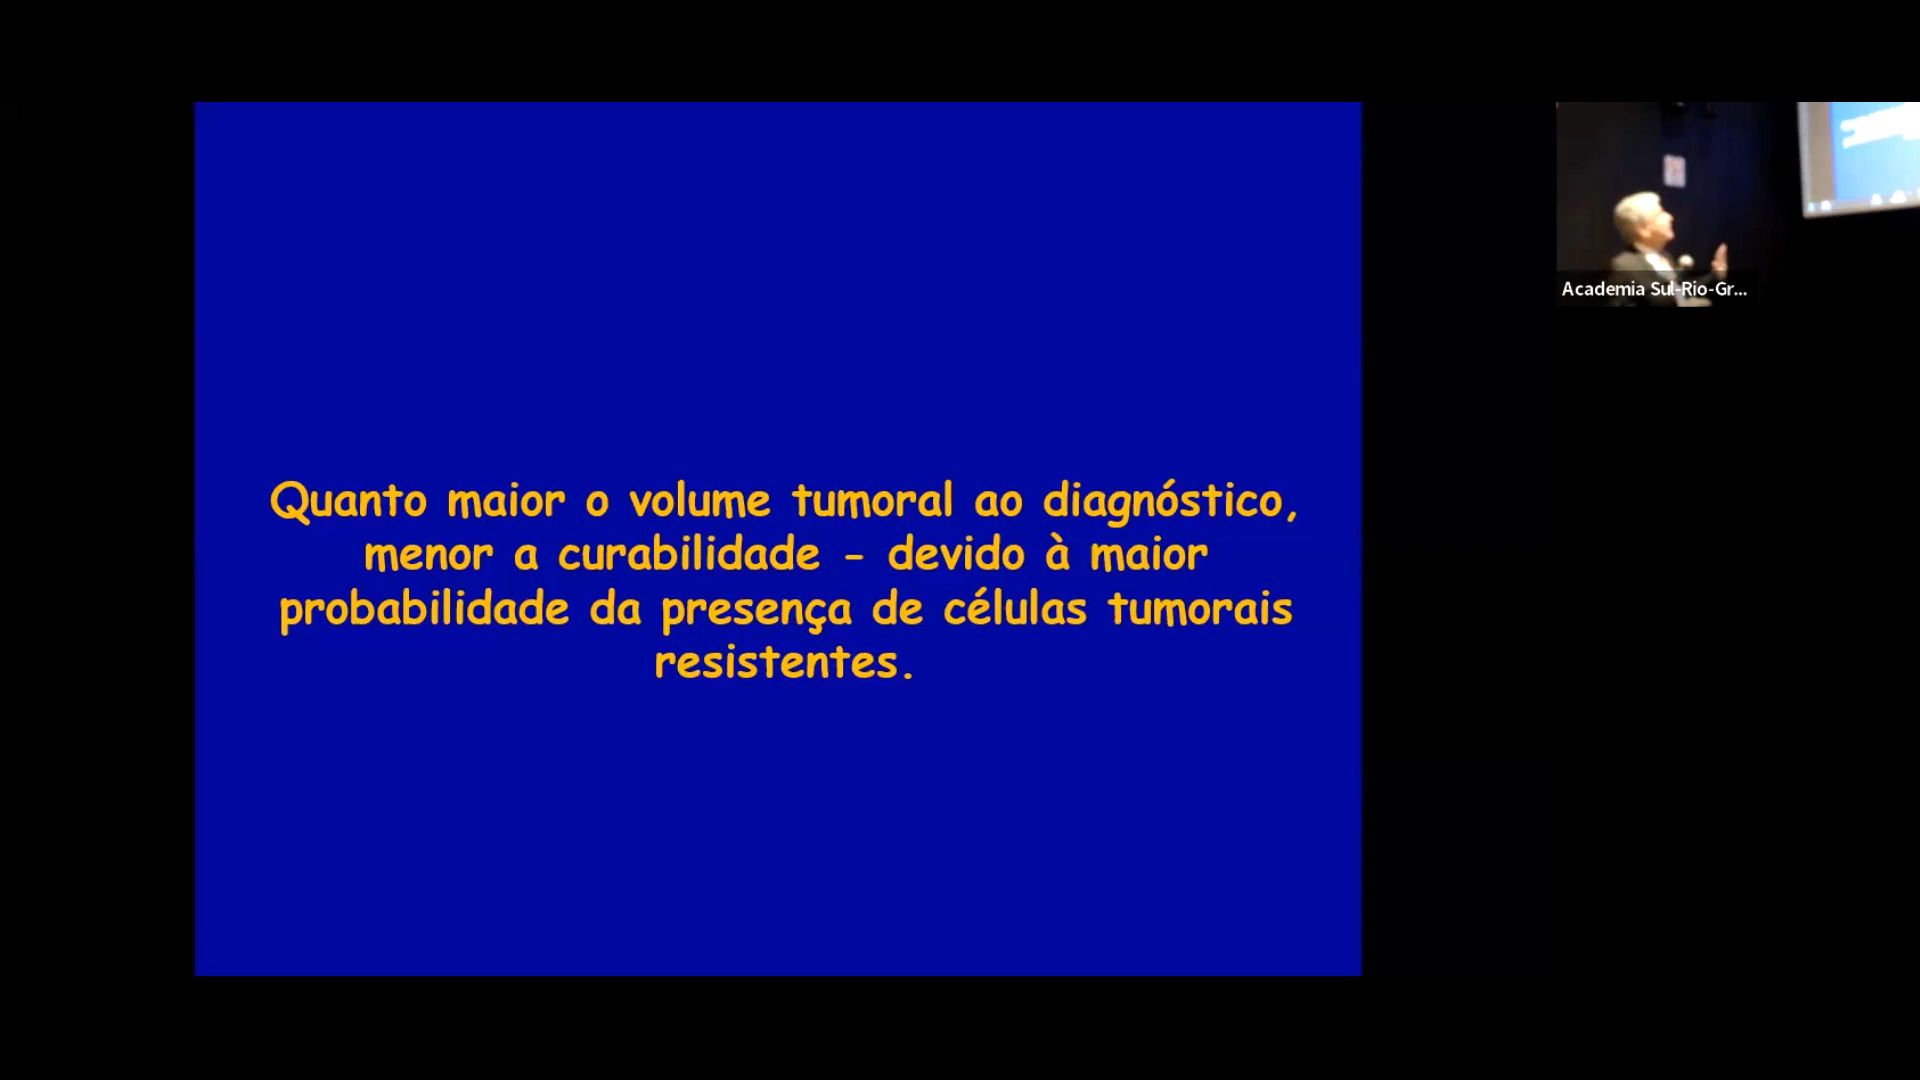 Quanto maior o volume tumoral ao diagnóstico,
menor a curabilidade - devido à maior
probabilidade da presença de células tumorais
resistentes.
Academia Sul-Rio-Gr...